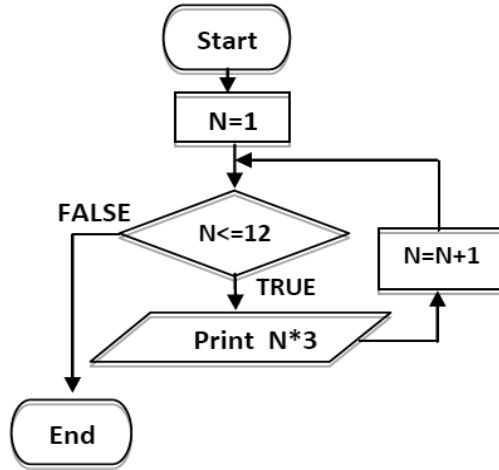 Start
N=1
FALSE
N<=12
N=N+1
TRUE
Print N*3
End